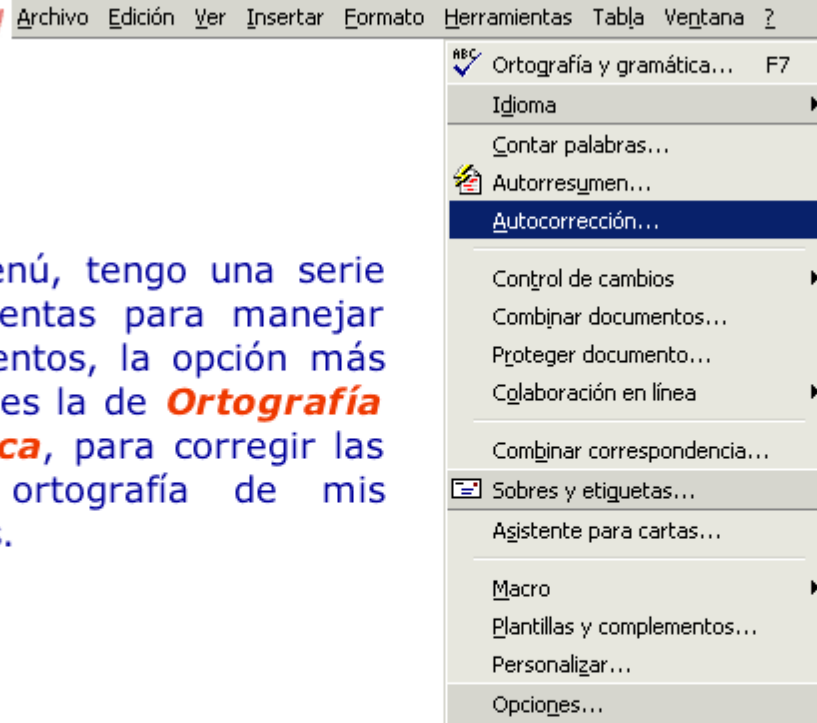 Archivo Edición Ver Insertar Formato Herramientas Tabla Ventana ?
Ortografía y gramática... F7
Idioma
Contar palabras...
Autorresumen...
Autocorrección...
Control de cambios
Combinar documentos...
Proteger documento...
Colaboración en línea
Combinar correspondencia...
Sobres y etiquetas...
Asistente para cartas...
Macro
Plantillas y complementos...
Personalizar...
Opciones...
enú, tengo una serie
entas para manejar
entos, la opción más
es la de Ortografía
ca, para corregir las
ortografía de mis
s.